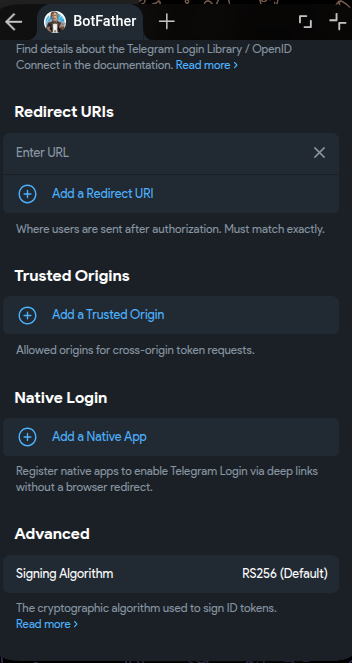 BotFather
Find details about the Telegram Login Library / OpenID
Connect in the documentation. Read more >
Redirect URIs
Enter URL
Add a Redirect URI
Where users are sent after authorization. Must match exactly.
Trusted Origins
Add a Trusted Origin
Allowed origins for cross-origin token requests.
Native Login
Add a Native App
Register native apps to enable Telegram Login via deep links
without a browser redirect.
Advanced
Signing Algorithm RS256 (Default)
The cryptographic algorithm used to sign ID tokens.
Read more >